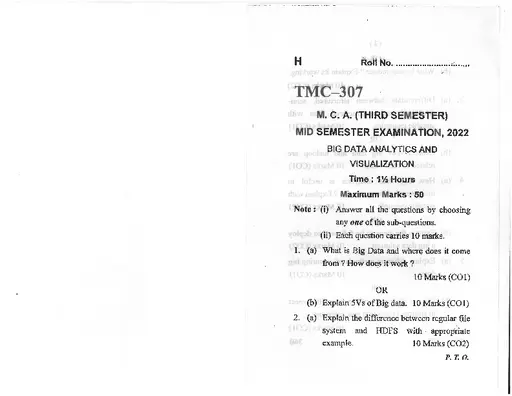 H Roll No. ..............................
TMC–307
M. C. A. (THIRD SEMESTER)
MID SEMESTER EXAMINATION, 2022
BIG DATA ANALYTICS AND
VISUALIZATION
Time : 1½ Hours
Maximum Marks : 50
Note : (i) Answer all the questions by choosing
any one of the sub-questions.
(ii) Each question carries 10 marks.
1. (a) What is Big Data and where does it come
from ? How does it work ?
10 Marks (CO1)
OR
(b) Explain 5Vs of Big data. 10 Marks (CO1)
2. (a) Explain the difference between regular file
system and HDFS with appropriate
example. 10 Marks (CO2)
P. T. O.